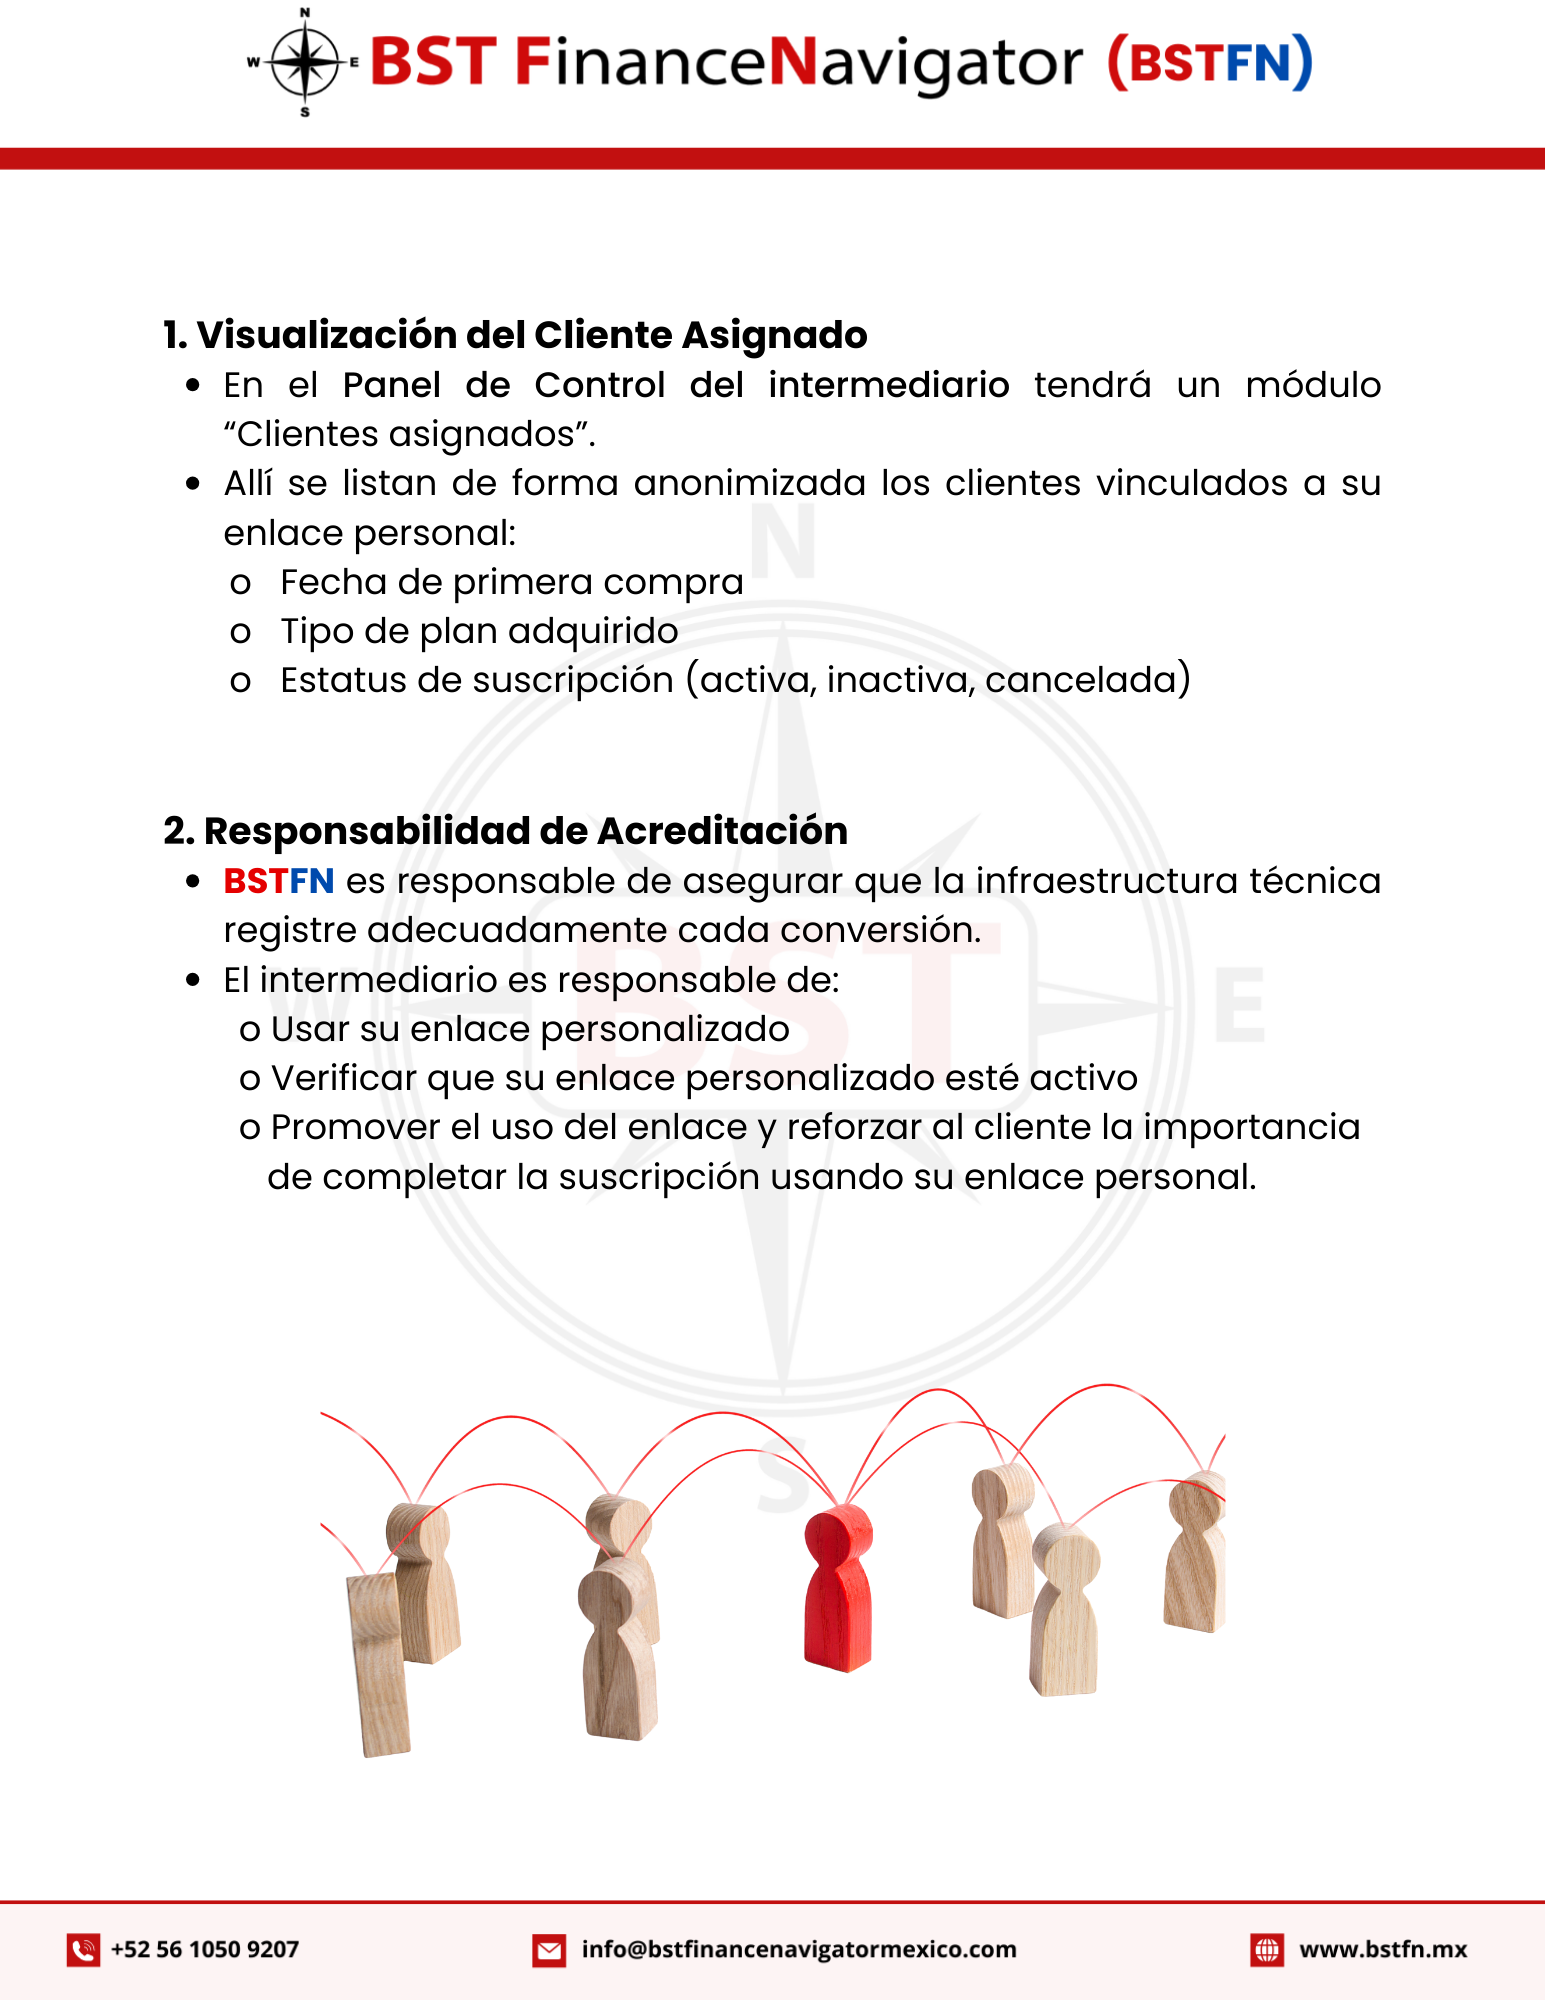 N
W E BST FinanceNavigator (BSTFN)
S
1. Visualización del Cliente Asignado
• En el Panel de Control del intermediario tendrá un módulo
“Clientes asignados”.
• Allí se listan de forma anonimizada los clientes vinculados a su
enlace personal:
o Fecha de primera compra
o Tipo de plan adquirido
o Estatus de suscripción (activa, inactiva, cancelada)
2. Responsabilidad de Acreditación
• BSTFN es responsable de asegurar que la infraestructura técnica
registre adecuadamente cada conversión.
• El intermediario es responsable de:
o Usar su enlace personalizado
o Verificar que su enlace personalizado esté activo
o Promover el uso del enlace y reforzar al cliente la importancia
de completar la suscripción usando su enlace personal.
N
W BST E
S
+52 56 1050 9207 info@bstfinancenavigatormexico.com www.bstfn.mx